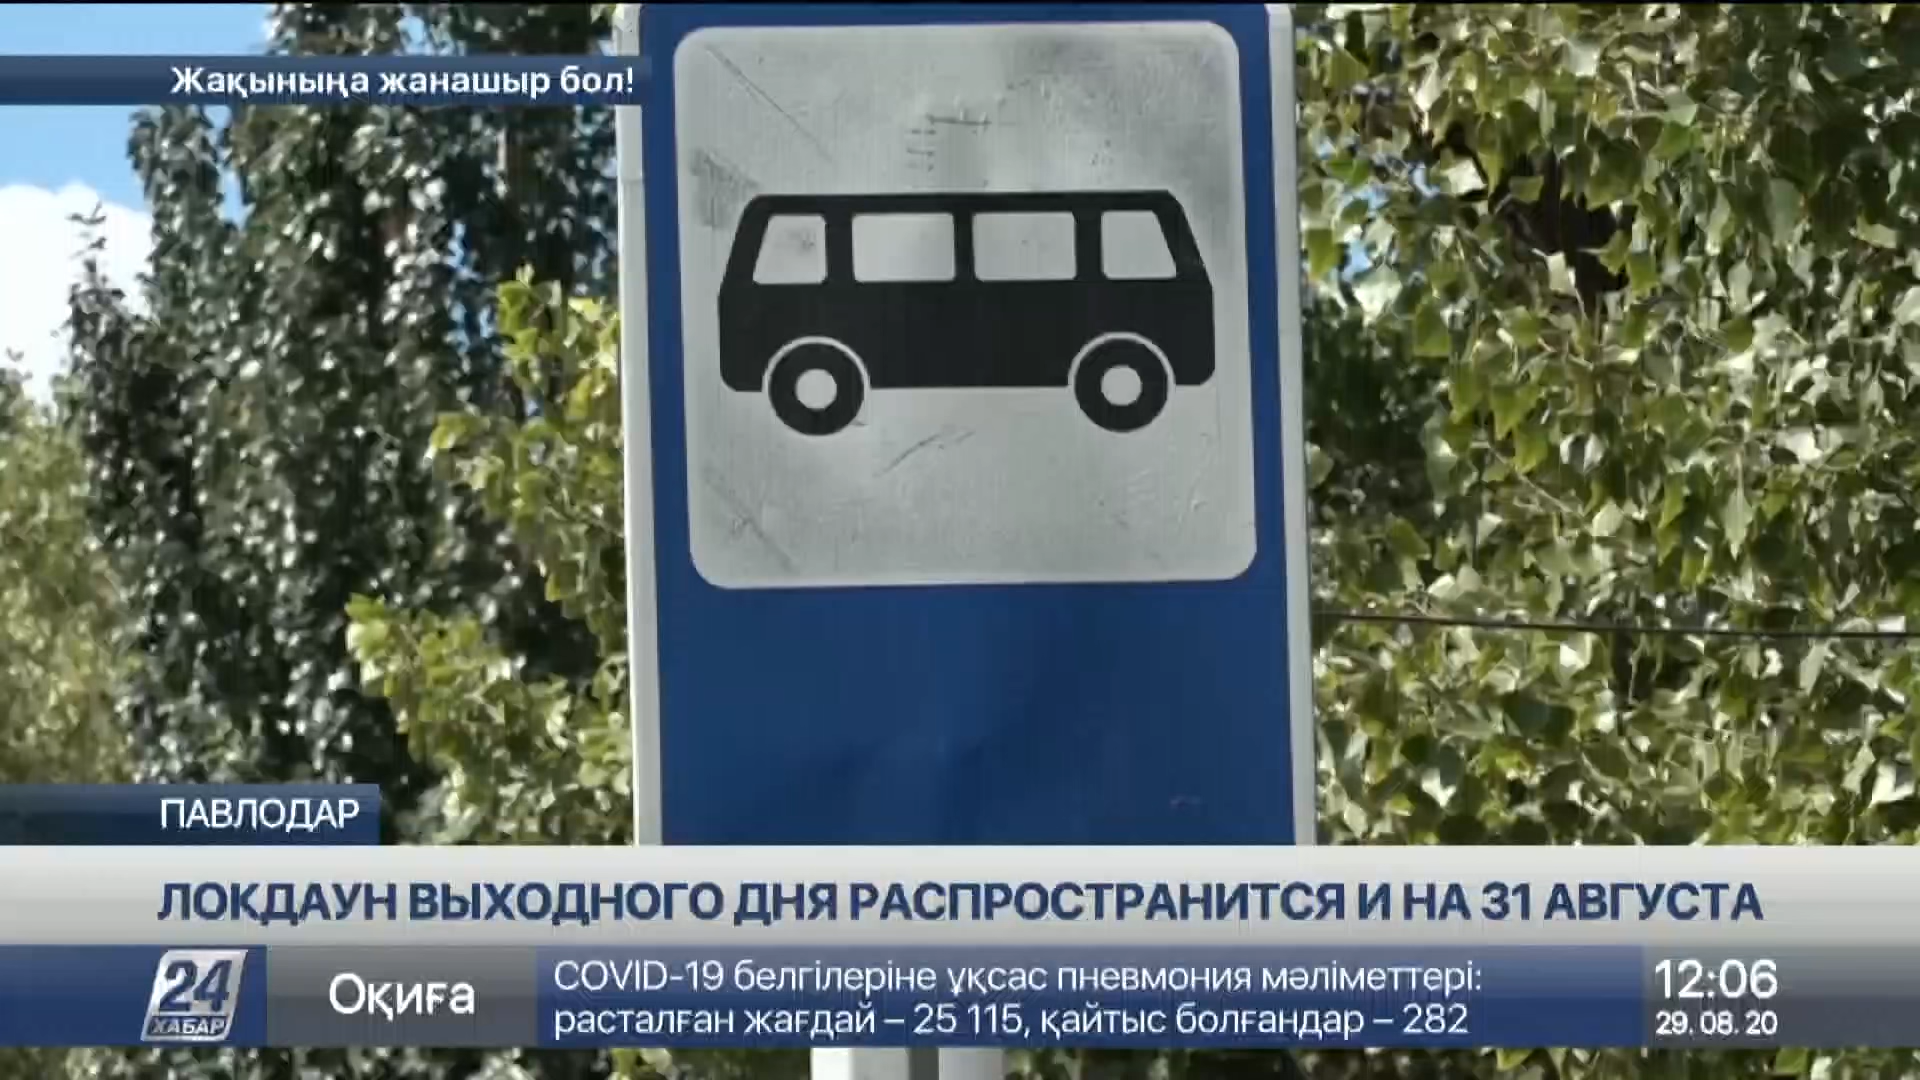 Жақыныңа жанашыр бол!
ПАВЛОДАР
ЛОКДАУН ВЫХОДНОГО ДНЯ РАСПРОСТРАНИТСЯ И НА 31 АВГУСТА
24
ХАБАР
Оқиға
COVID-19 белгілеріне ұқсас пневмония мәліметтері:
расталған жағдай – 25 115, қайтыс болғандар – 282
12:06
29. 08. 20